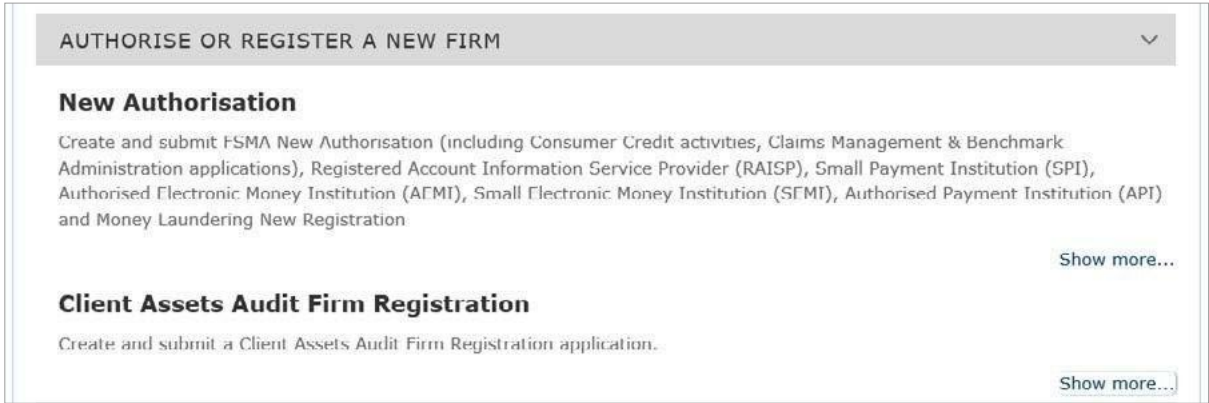 AUTHORISE OR REGISTER A NEW FIRM
New Authorisation
Create and submit FSMA New Authorisation (including Consumer Credit activities, Claims Management & Benchmark
Administration applications), Registered Account Information Service Provider (RAISP), Small Payment Institution (SPI),
Authorised Electronic Money Institution (AEMI), Small Electronic Money Institution (SEMI), Authorised Payment Institution (API)
and Money Laundering New Registration
Show more...
Client Assets Audit Firm Registration
Create and submit a Client Assets Audit Firm Registration application.
Show more...